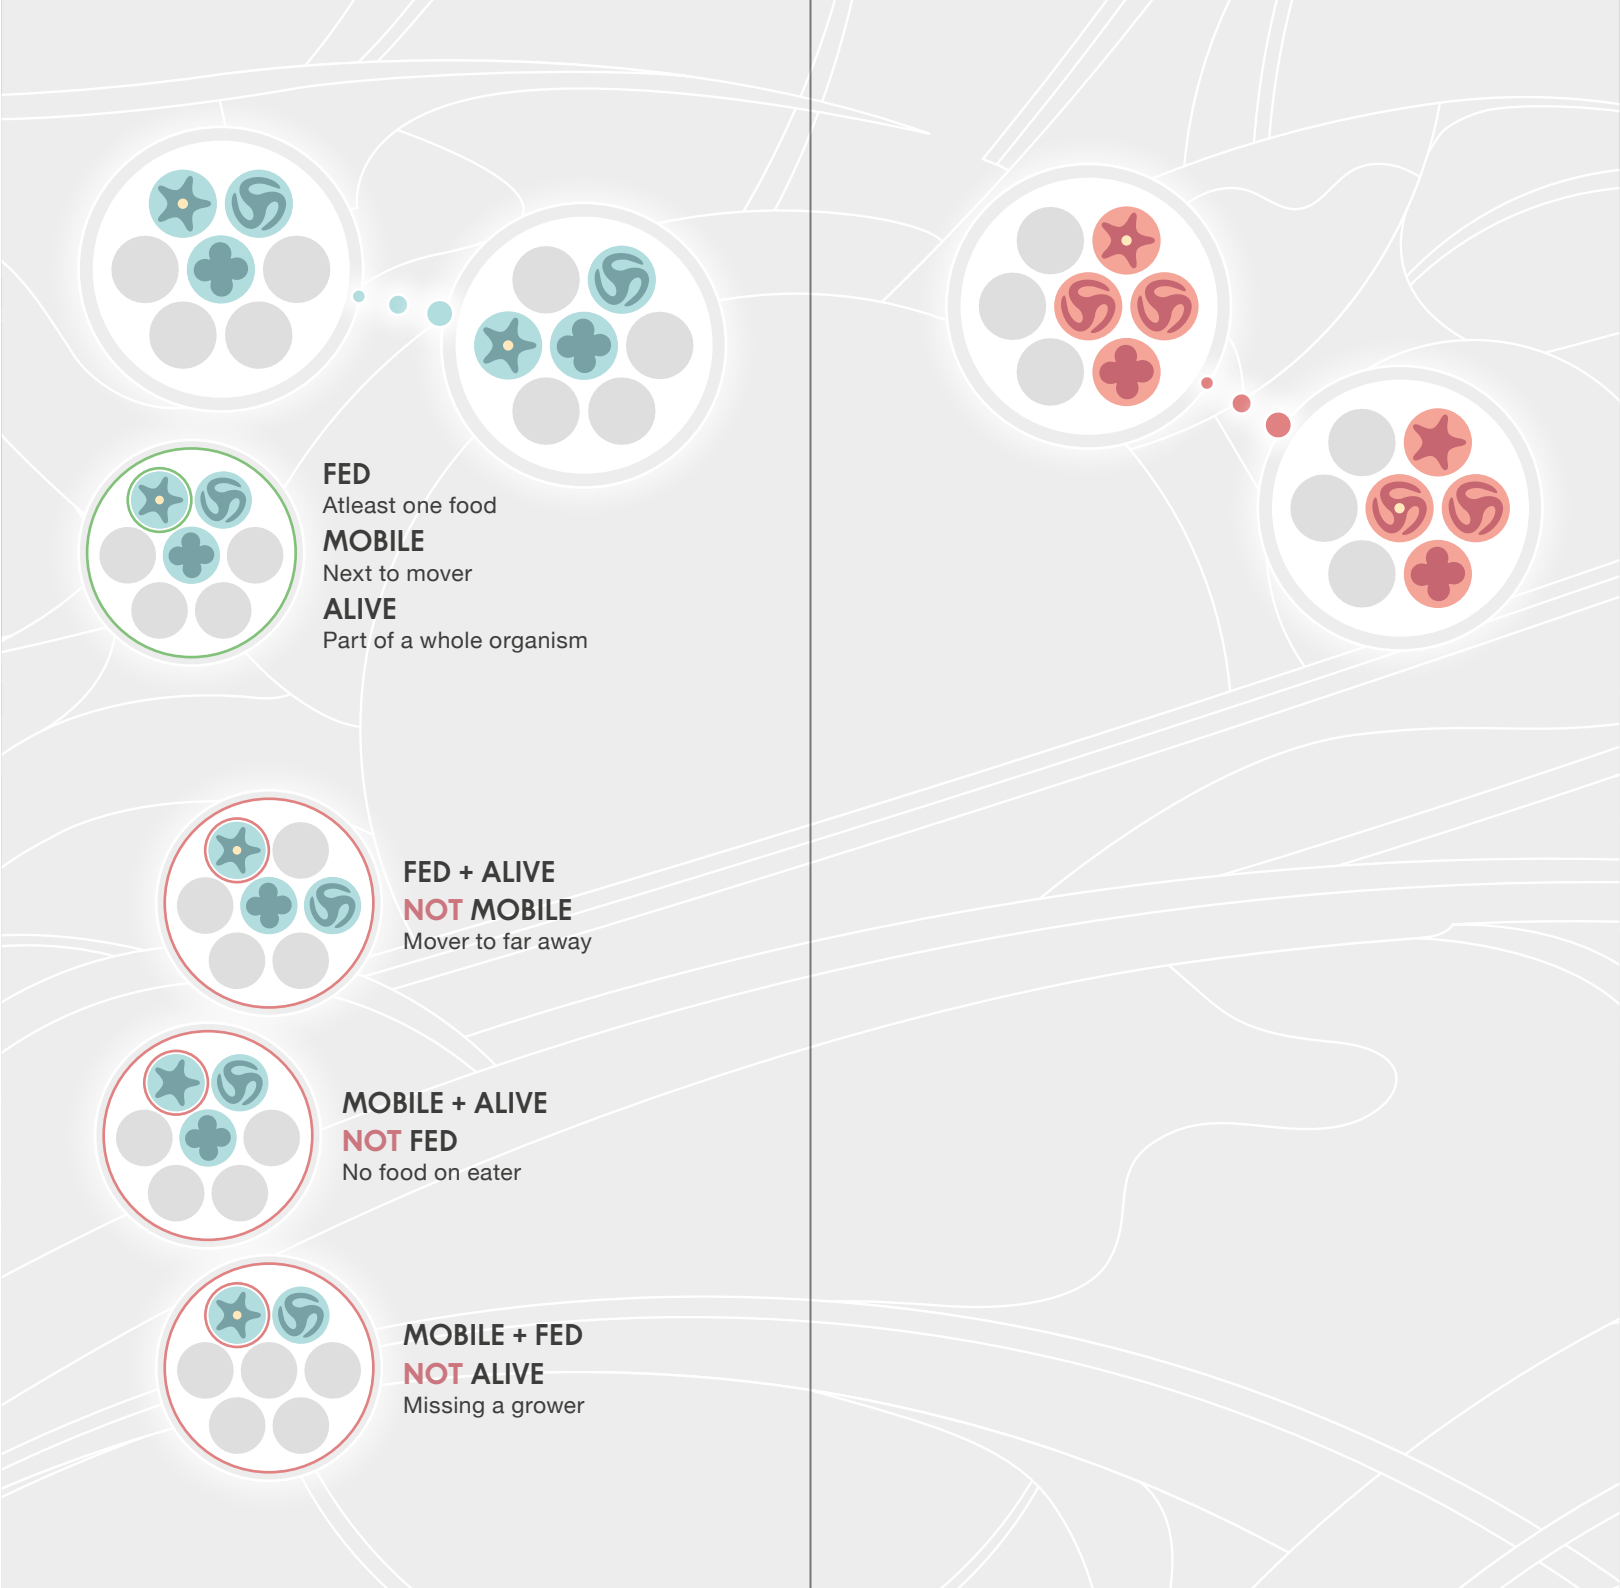 FED
Atleast one food
MOBILE
Next to mover
ALIVE
Part of a whole organism
FED + ALIVE
NOT MOBILE
Mover to far away
MOBILE + ALIVE
NOT FED
No food on eater
MOBILE + FED
NOT ALIVE
Missing a grower